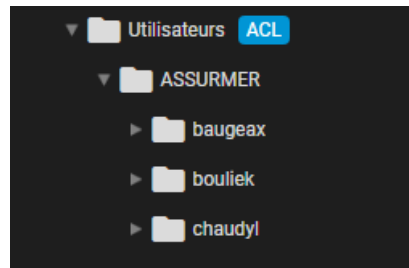 Utilisateurs ACL
ASSURMER
baugeax
bouliek
chaudyl